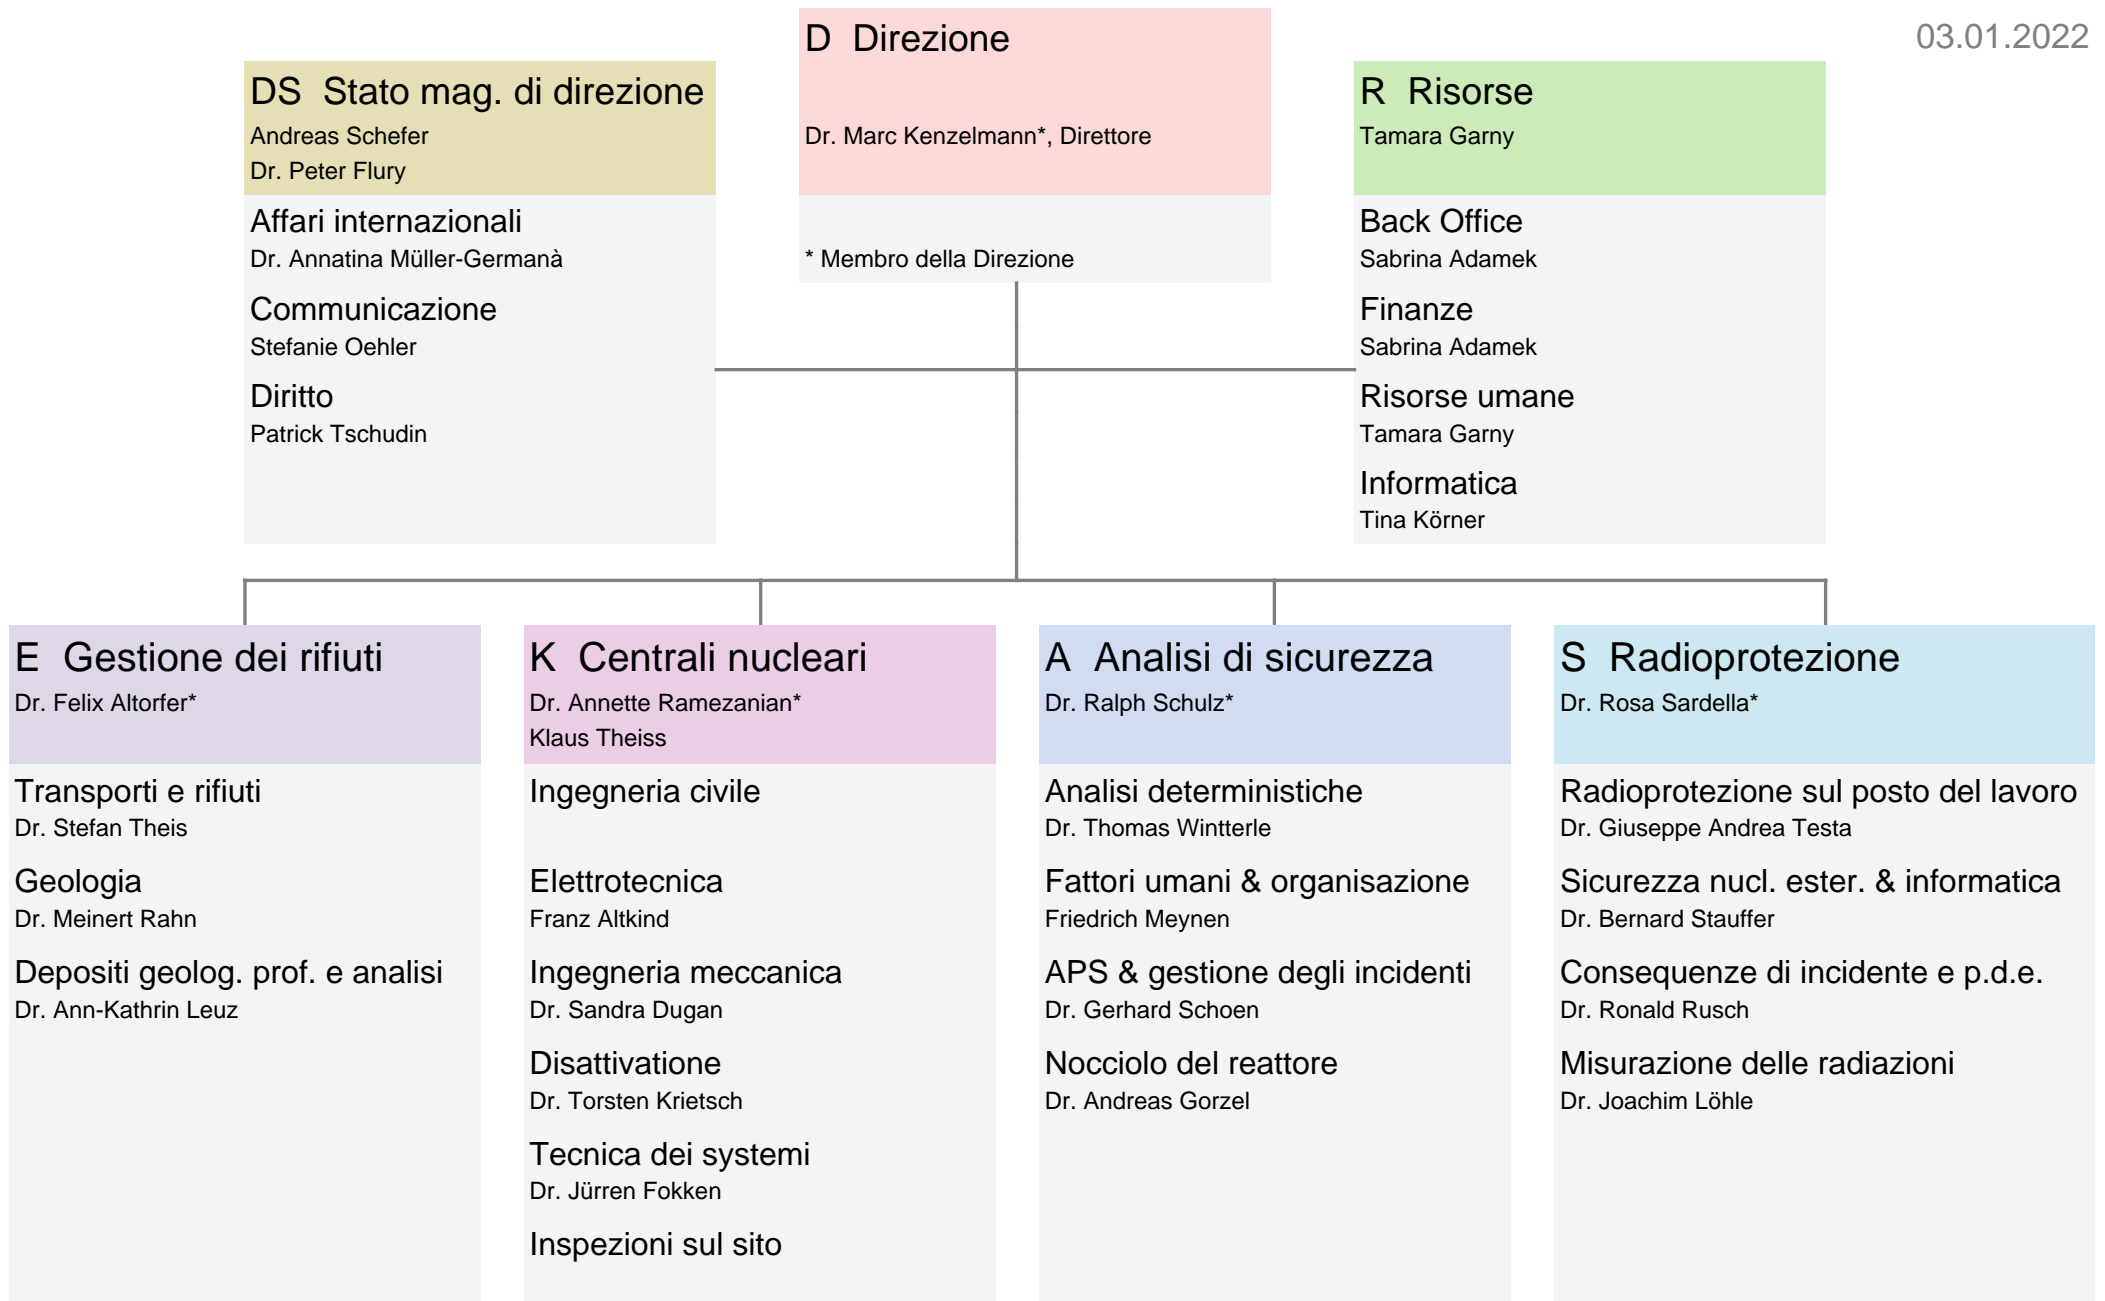 03.01.2022
D Direzione
Dr. Marc Kenzelmann*, Direttore
* Membro della Direzione
DS Stato mag. di direzione
Andreas Schefer
Dr. Peter Flury
Affari internazionali
Dr. Annatina Müller-Germanà
Communicazione
Stefanie Oehler
Diritto
Patrick Tschudin
R Risorse
Tamara Garny
Back Office
Sabrina Adamek
Finanze
Sabrina Adamek
Risorse umane
Tamara Garny
Informatica
Tina Körner
E Gestione dei rifiuti
Dr. Felix Altorfer*
Transporti e rifiuti
Dr. Stefan Theis
Geologia
Dr. Meinert Rahn
Depositi geolog. prof. e analisi
Dr. Ann-Kathrin Leuz
K Centrali nucleari
Dr. Annette Ramezanian*
Klaus Theiss
Ingegneria civile
Elettrotecnica
Franz Altkind
Ingegneria meccanica
Dr. Sandra Dugan
Disattivatione
Dr. Torsten Krietsch
Tecnica dei systemi
Dr. Jürren Fokken
Inspezioni sul sito
A Analisi di sicurezza
Dr. Ralph Schulz*
Analisi deterministiche
Dr. Thomas Wintterle
Fattori umani & organisazione
Friedrich Meynen
APS & gestione degli incidenti
Dr. Gerhard Schoen
Nocciolo del reattore
Dr. Andreas Gorzel
S Radioprotezione
Dr. Rosa Sardella*
Radioprotezione sul posto del lavoro
Dr. Giuseppe Andrea Testa
Sicurezza nucl. ester. & informatica
Dr. Bernard Stauffer
Consequenze di incidente e p.d.e.
Dr. Ronald Rusch
Misurazione delle radiazioni
Dr. Joachim Löhle